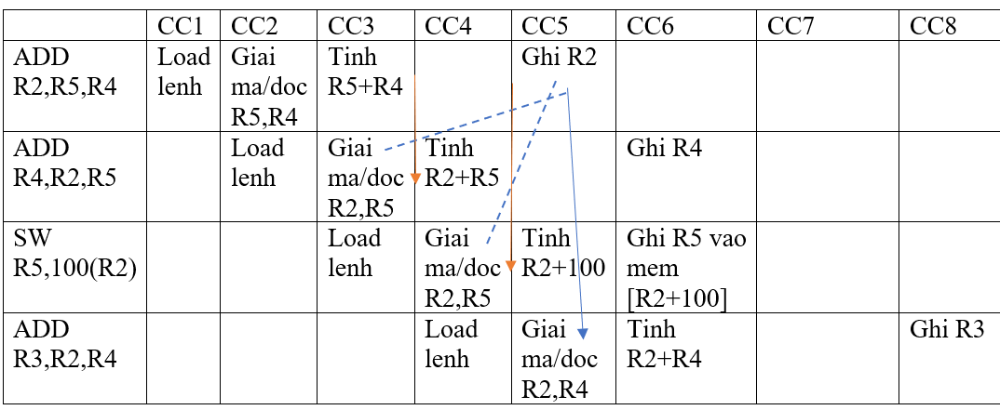 CC1 CC2 CC3 CC4 CC5 CC6 CC7 CC8
ADD
R2,R5,R4
Load
lenh
Giai
ma/doc
R5,R4
Tinh
R5+R4
Ghi R2
ADD
R4,R2,R5
Load
lenh
Giai
ma/doc
R2,R5
Tinh
R2+R5
Ghi R4
SW
R5,100(R2)
Load
lenh
Giai
ma/doc
R2,R5
Tinh
R2+100
Ghi R5 vao
mem
[R2+100]
ADD
R3,R2,R4
Load
lenh
Giai
ma/doc
R2,R4
Tinh
R2+R4
Ghi R3